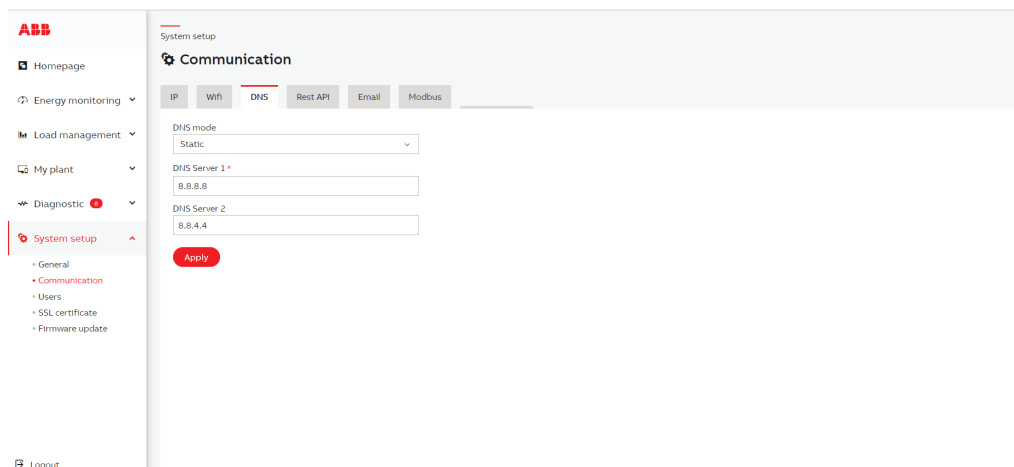 ABB
Homepage
Energy monitoring
Load management
My plant
Diagnostic 8
System setup
General
Communication
Users
SSL certificate
Firmware update
Logout
System setup
Communication
IP Wifi DNS Rest API Email Modbus
DNS mode
Static
DNS Server 1 *
8.8.8.8
DNS Server 2
8.8.4.4
Apply